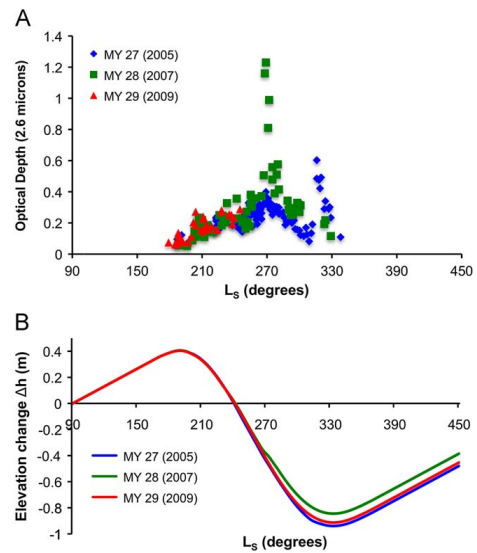 A
1.4
1.2
1
0.8
0.6
0.4
0.2
0
Optical Depth (2.6 microns)
MY 27 (2005)
MY 28 (2007)
MY 29 (2009)
90 150 210 270 330 390 450
LS (degrees)
B
0.4
0.2
0
-0.2
-0.4
-0.6
-0.8
-1
Elevation change Δh (m)
90 150 210 270 330 390 450
MY 27 (2005)
MY 28 (2007)
MY 29 (2009)
LS (degrees)